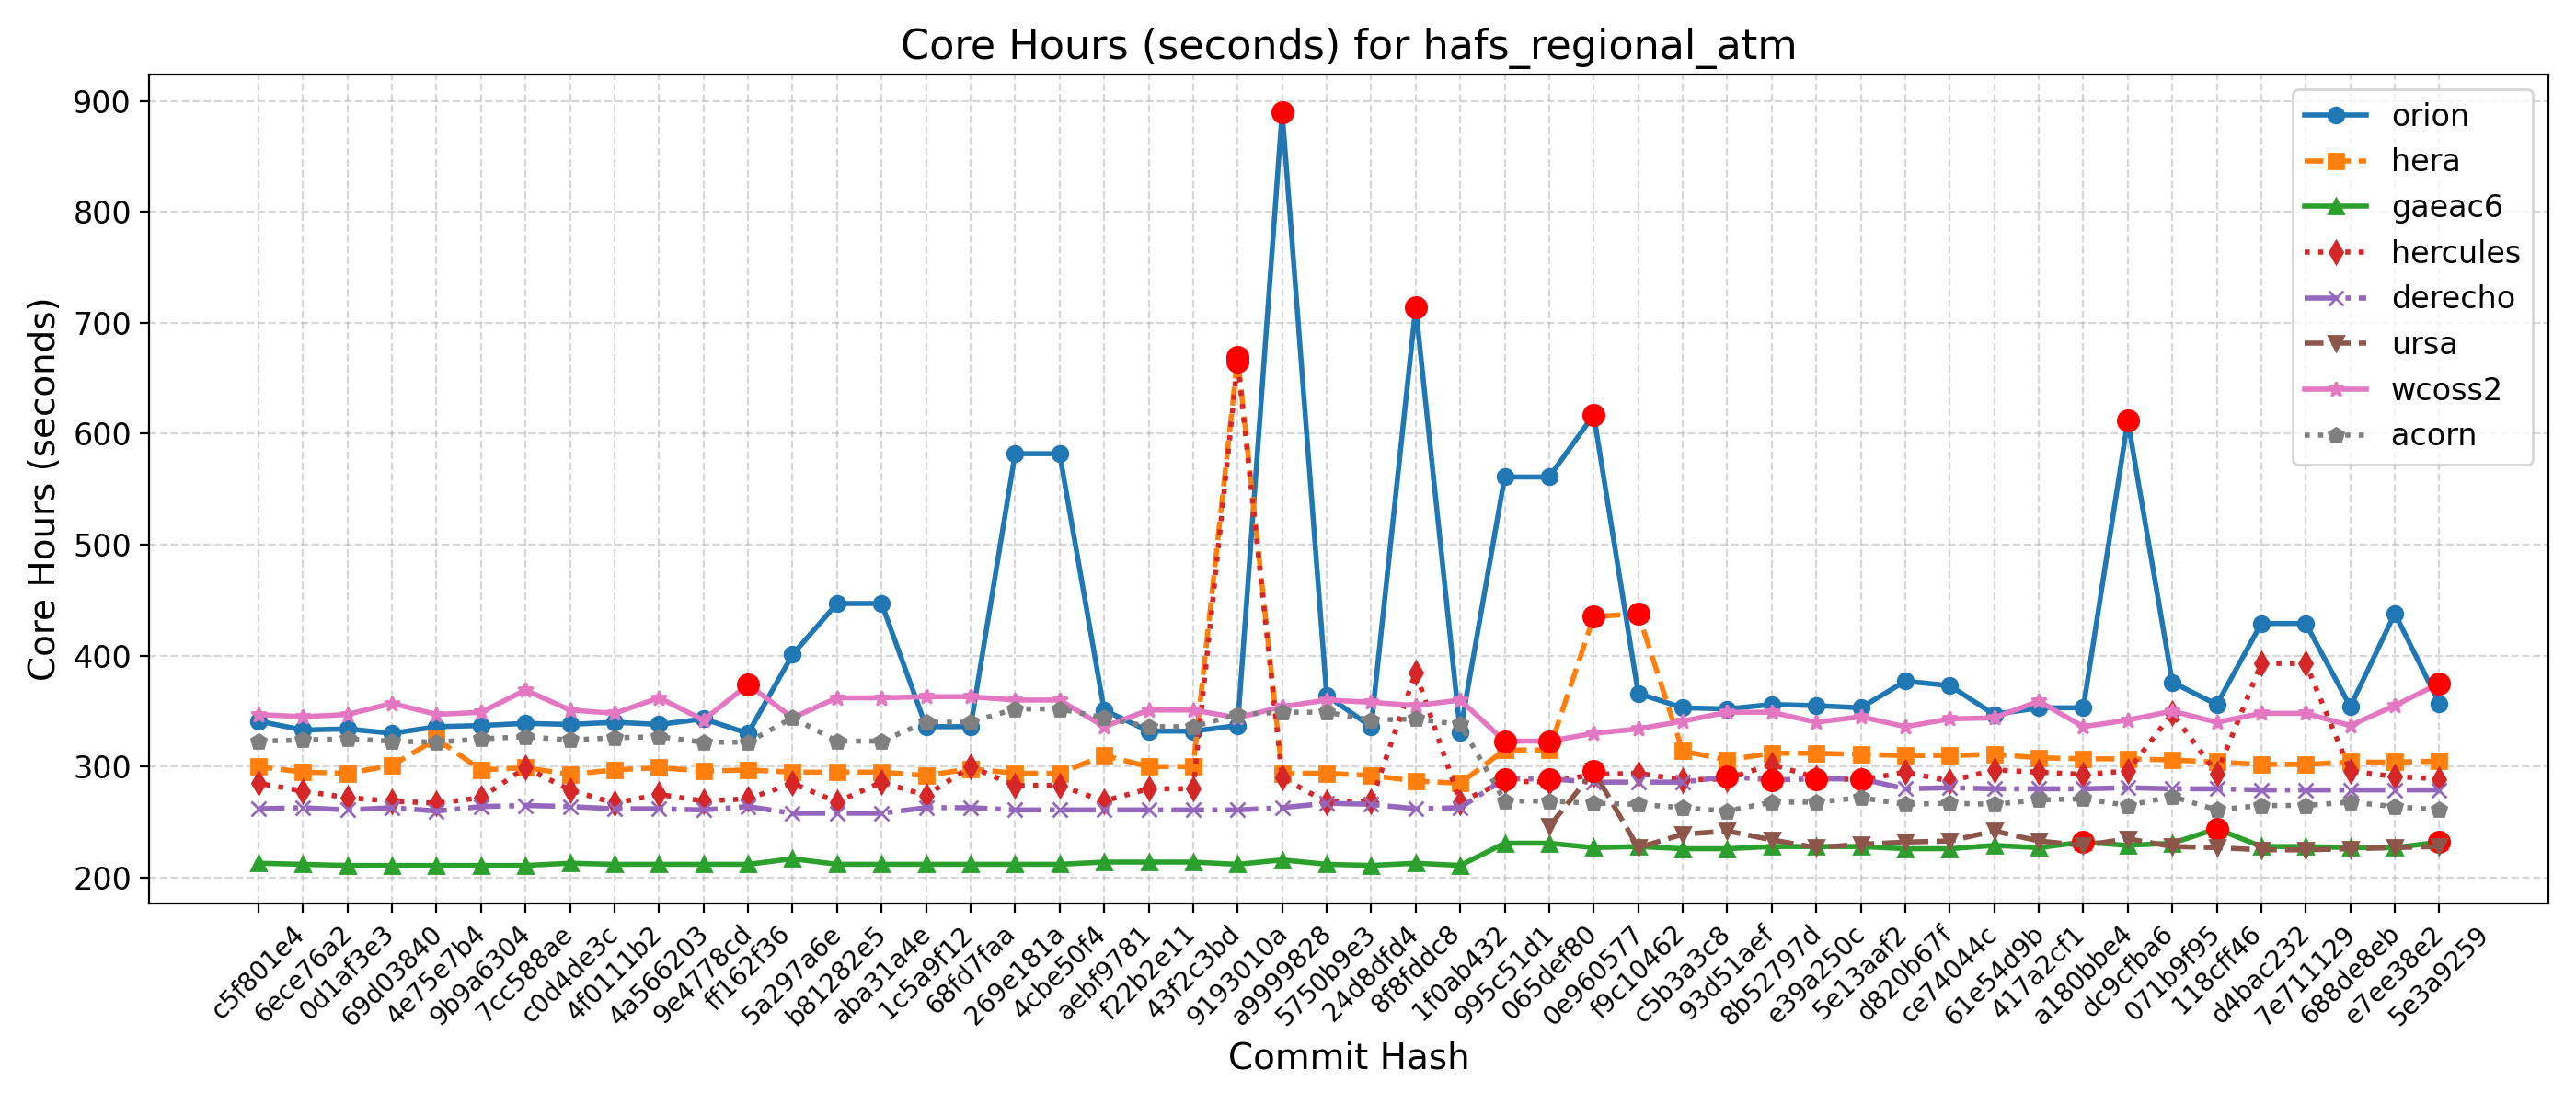 Core Hours (seconds) for hafs_regional_atm
Core Hours (seconds)
900
800
700
600
500
400
300
200
orion
hera
gaeac6
hercules
derecho
ursa
wcoss2
acorn
c5f801e4
6ece76a2
0d1af3e3
69d03840
4e75e7b4
9b9a6304
7cc588ae
c0d4de3c
4f0111b2
4a566203
9e4778cd
ff162f36
5a297a6e
b81282e5
aba31a4e
1c5a9f12
68fd7faa
269e181a
4cbe50f4
aebf9781
f22b2e11
43f2c3bd
9193010a
a9999828
5750b9e3
24d8dfd4
8f8fddc8
1f0ab432
995c51d1
065def80
0e960577
f9c10462
c5b3a3c8
93d51aef
8b52797d
e39a250c
5e13aaf2
d820b67f
ce74044c
61e54d9b
417a2cf1
a180bbe4
dc9cfba6
071b9f95
118cff46
d4bac232
7e711129
688de8eb
e7ee38e2
5e3a9259
Commit Hash